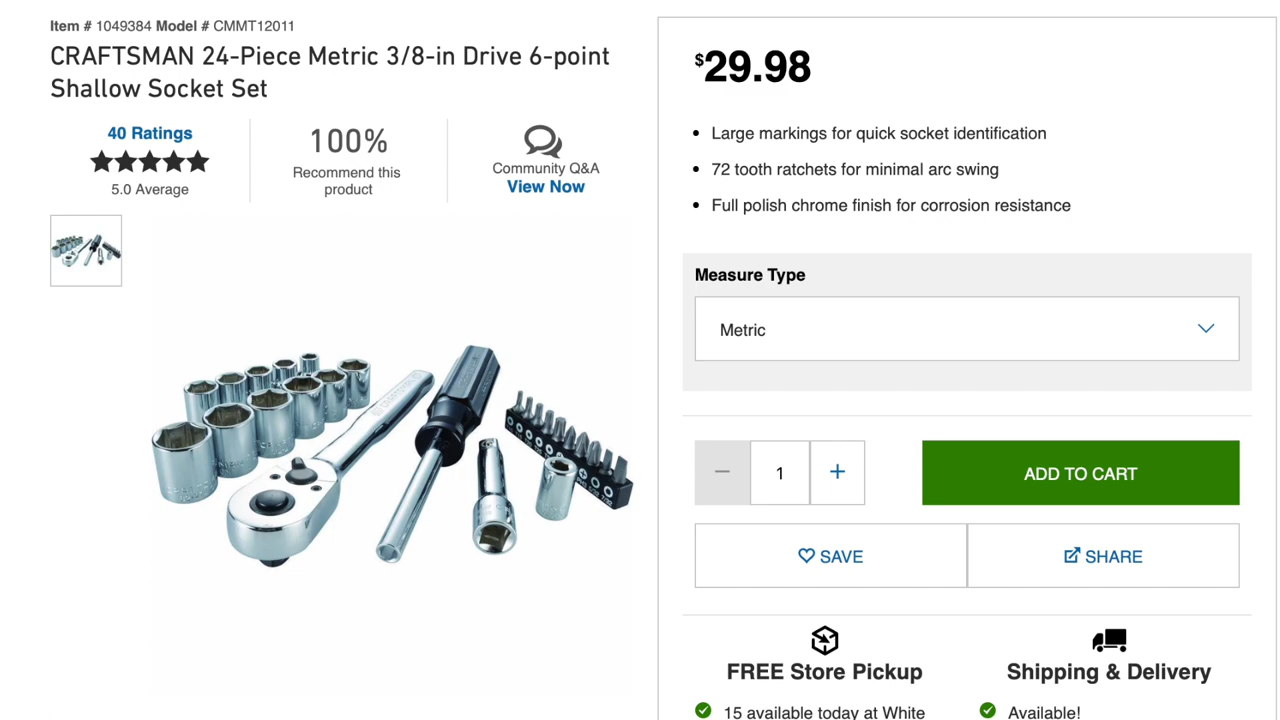 Item # 1049384 Model # CMMT12011
CRAFTSMAN 24-Piece Metric 3/8-in Drive 6-point
Shallow Socket Set
40 Ratings
5.0 Average
100%
Recommend this
product
Community Q&A
View Now
$29.98
Large markings for quick socket identification
72 tooth ratchets for minimal arc swing
Full polish chrome finish for corrosion resistance
Measure Type
Metric
1
ADD TO CART
SAVE
SHARE
FREE Store Pickup
15 available today at White
Shipping & Delivery
Available!
CRAFTSMAN